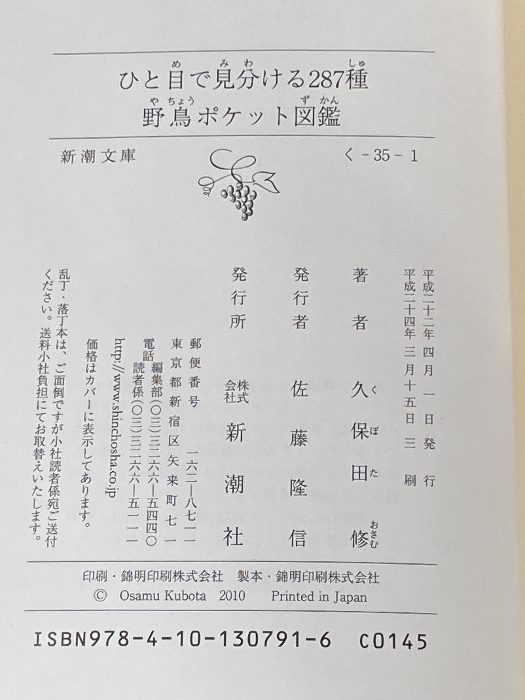 ひと目で見分ける287種
野鳥ポケット図鑑
新潮文庫
く-35-1
平成二十二年四月一日発行
平成二十四年三月十五日三刷
著者 久保田修
発行者 佐藤隆信
発行所 株式会社 新潮社
郵便番号 一六二―八七一一
東京都新宿区矢来町七一
電話 編集部(〇三)三二六六―五四四〇
読者係(〇三)三二六六―五一一一
http://www.shinchosha.co.jp
価格はカバーに表示してあります。
乱丁・落丁本は、ご面倒ですが小社読者係宛ご送付
ください。送料小社負担にてお取替えいたします。
印刷・錦明印刷株式会社 製本・錦明印刷株式会社
© Osamu Kubota 2010 Printed in Japan
ISBN978-4-10-130791-6 C0145